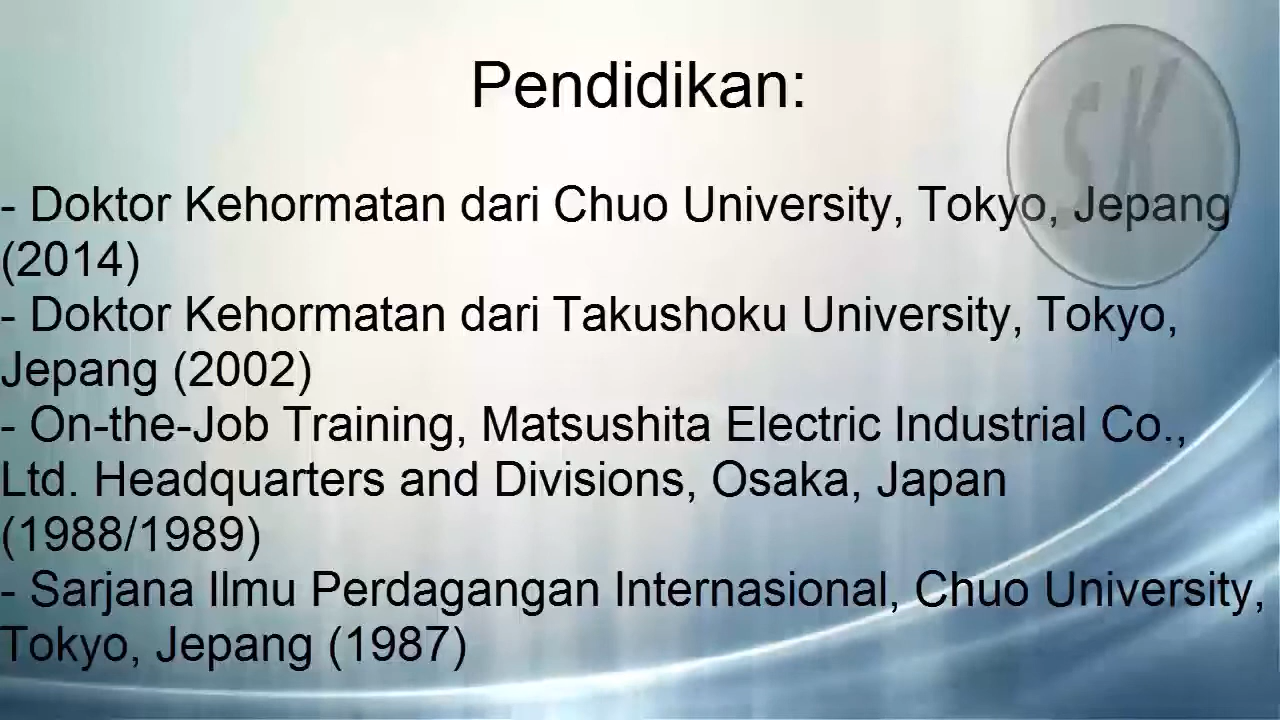 Pendidikan:
SK
- Doktor Kehormatan dari Chuo University, Tokyo, Jepang
(2014)
- Doktor Kehormatan dari Takushoku University, Tokyo,
Jepang (2002)
- On-the-Job Training, Matsushita Electric Industrial Co.,
Ltd. Headquarters and Divisions, Osaka, Japan
(1988/1989)
- Sarjana Ilmu Perdagangan Internasional, Chuo University,
Tokyo, Jepang (1987)